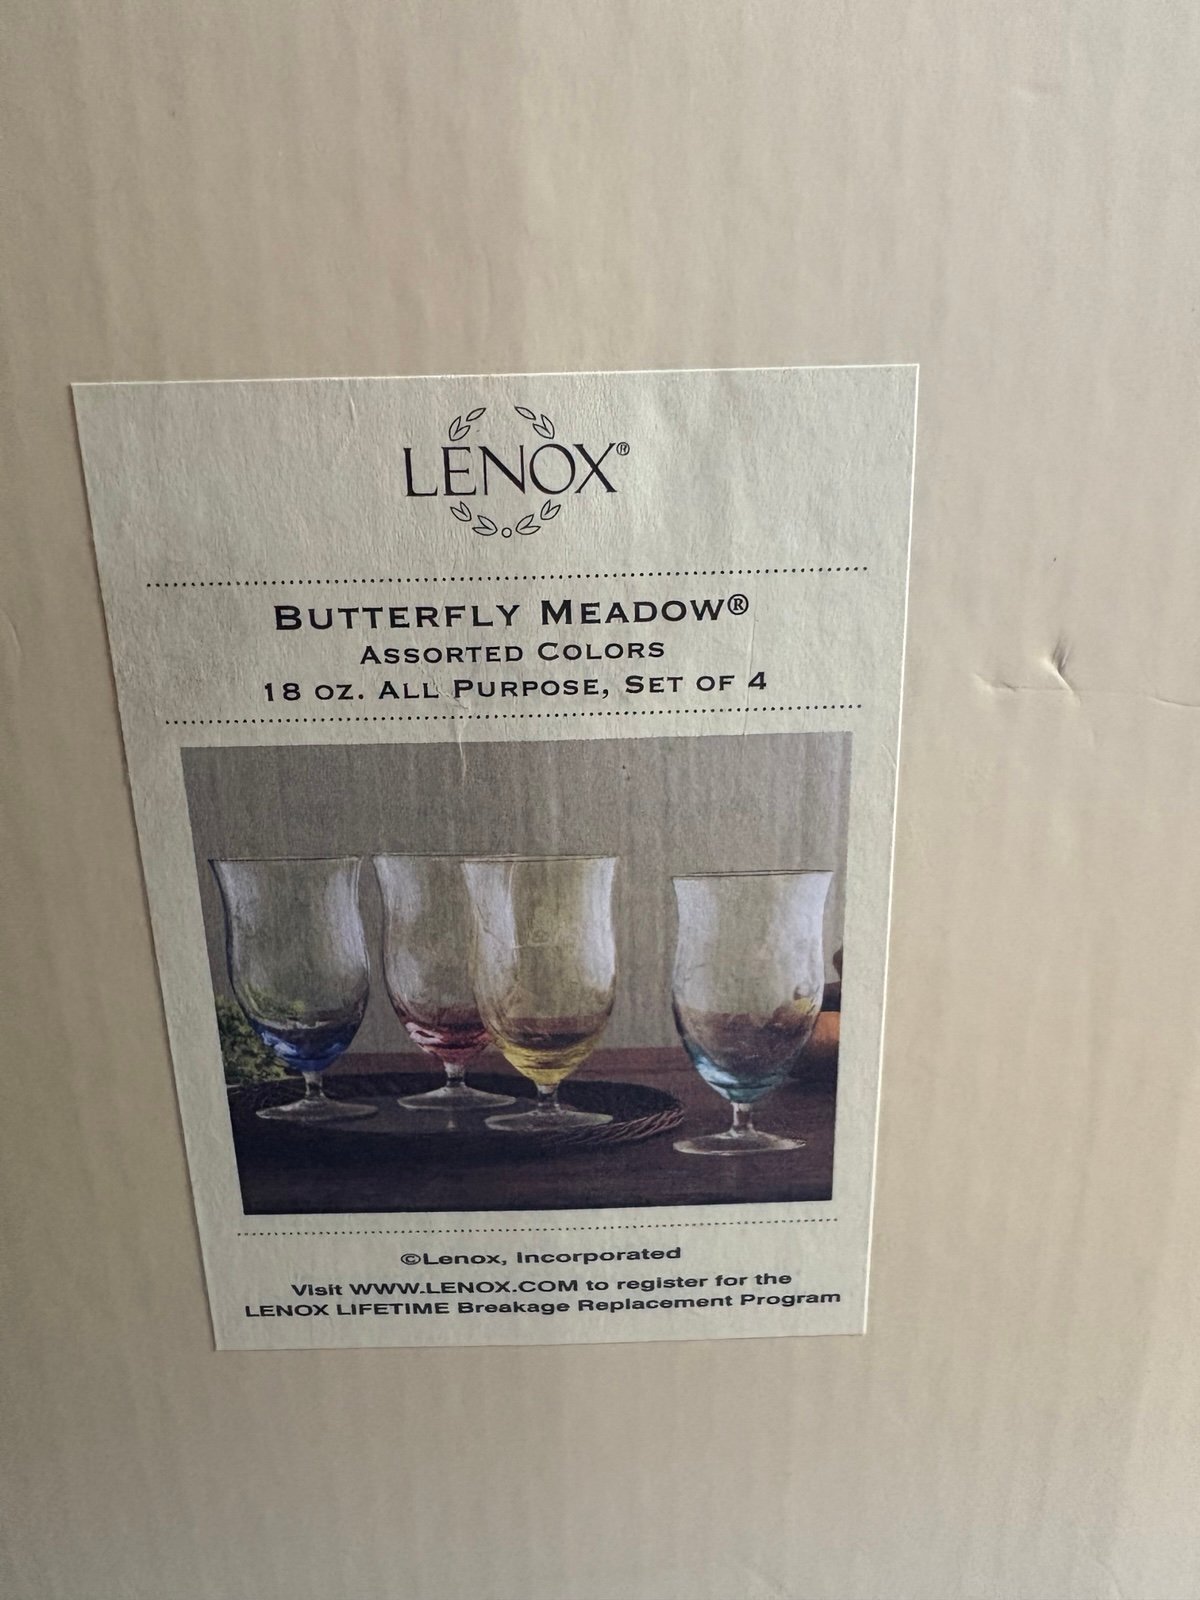 LENOX®
BUTTERFLY MEADOW®
ASSORTED COLORS
18 OZ. ALL PURPOSE, SET OF 4
©Lenox, Incorporated
Visit WWW.LENOX.COM to register for the
LENOX LIFETIME Breakage Replacement Program